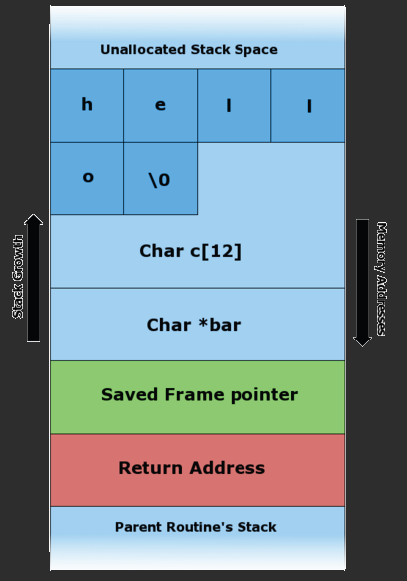 Unallocated Stack Space
h e l l
o \0
Char c[12]
Char *bar
Saved Frame pointer
Return Address
Parent Routine's Stack
Stack Growth
Memory Addresses